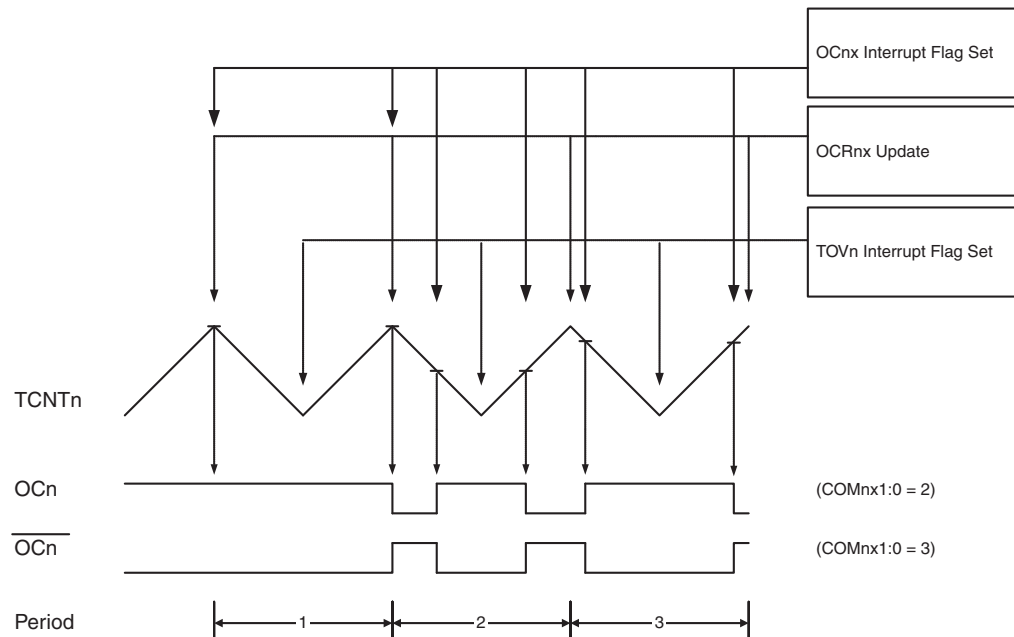 OCnx Interrupt Flag Set
OCRnx Update
TOVn Interrupt Flag Set
TCNTn
OCn
(COMnx1:0 = 2)
OCn
(COMnx1:0 = 3)
Period
1
2
3